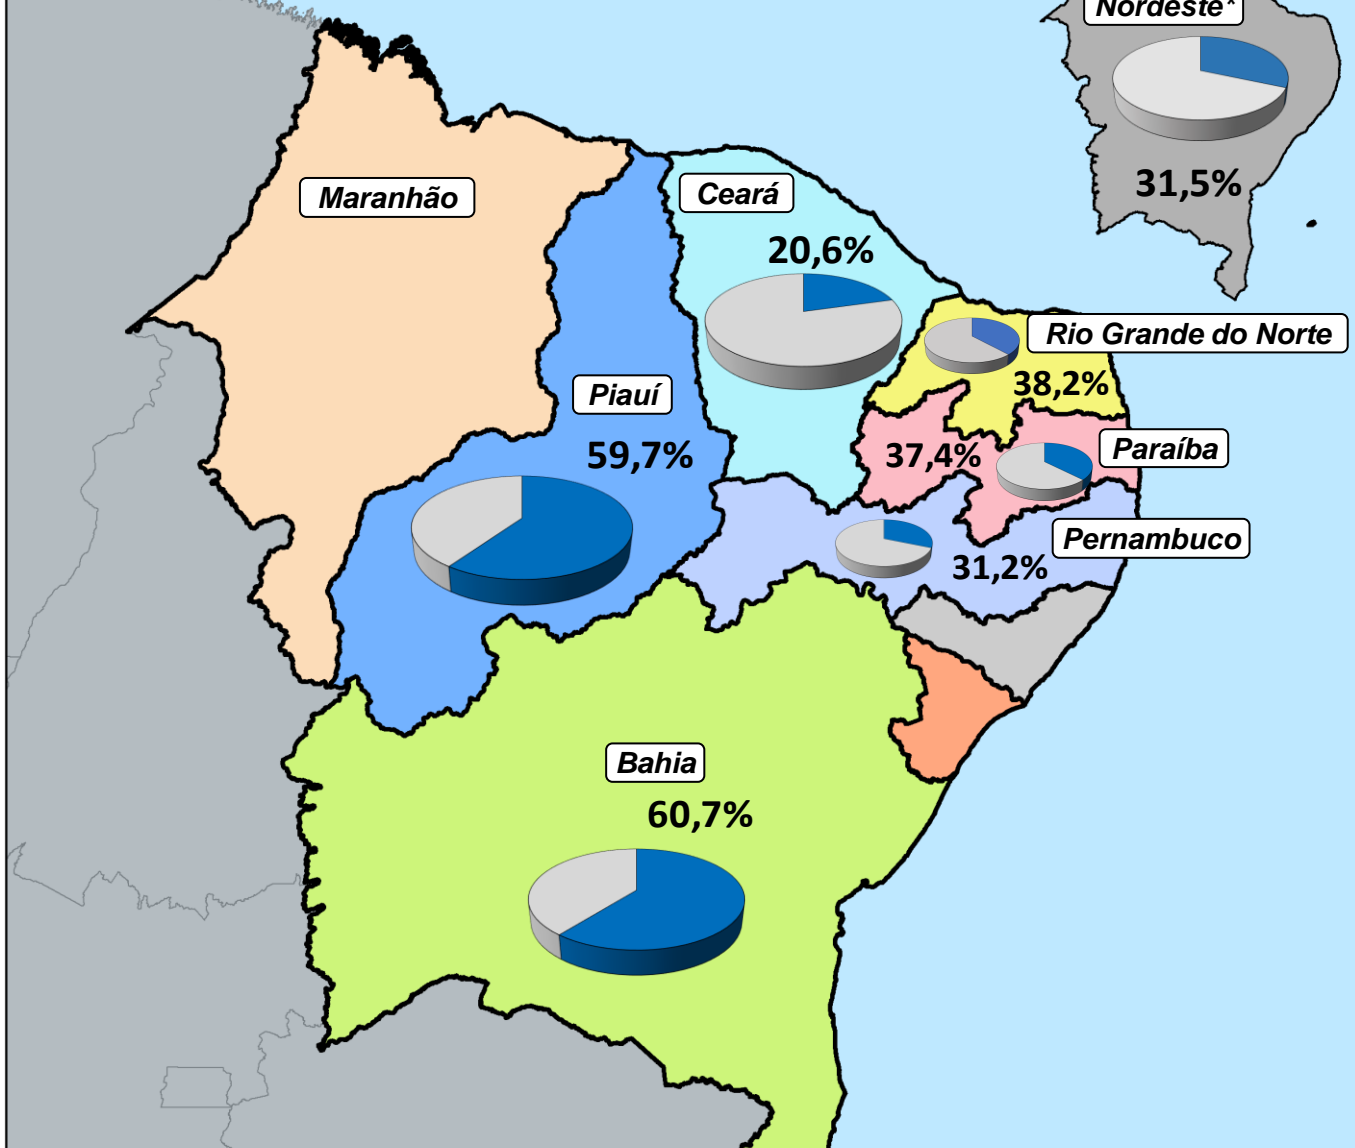 Nordeste*
31,5%
Maranhão
Ceará
20,6%
Rio Grande do Norte
38,2%
Piauí
59,7%
37,4%
Paraíba
Pernambuco
31,2%
Bahia
60,7%